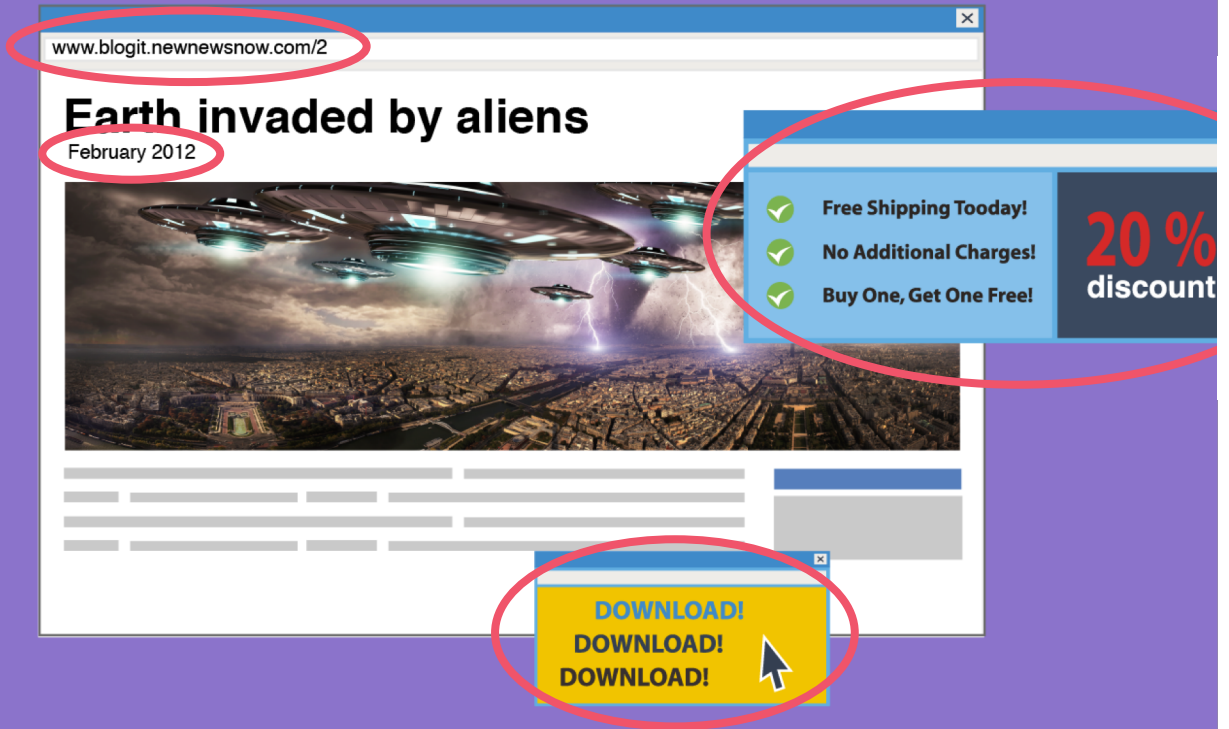 www.blogit.newnewsnow.com/2
Earth invaded by aliens
February 2012
Free Shipping Tooday!
No Additional Charges!
Buy One, Get One Free!
20 %
discount
DOWNLOAD!
DOWNLOAD!
DOWNLOAD!